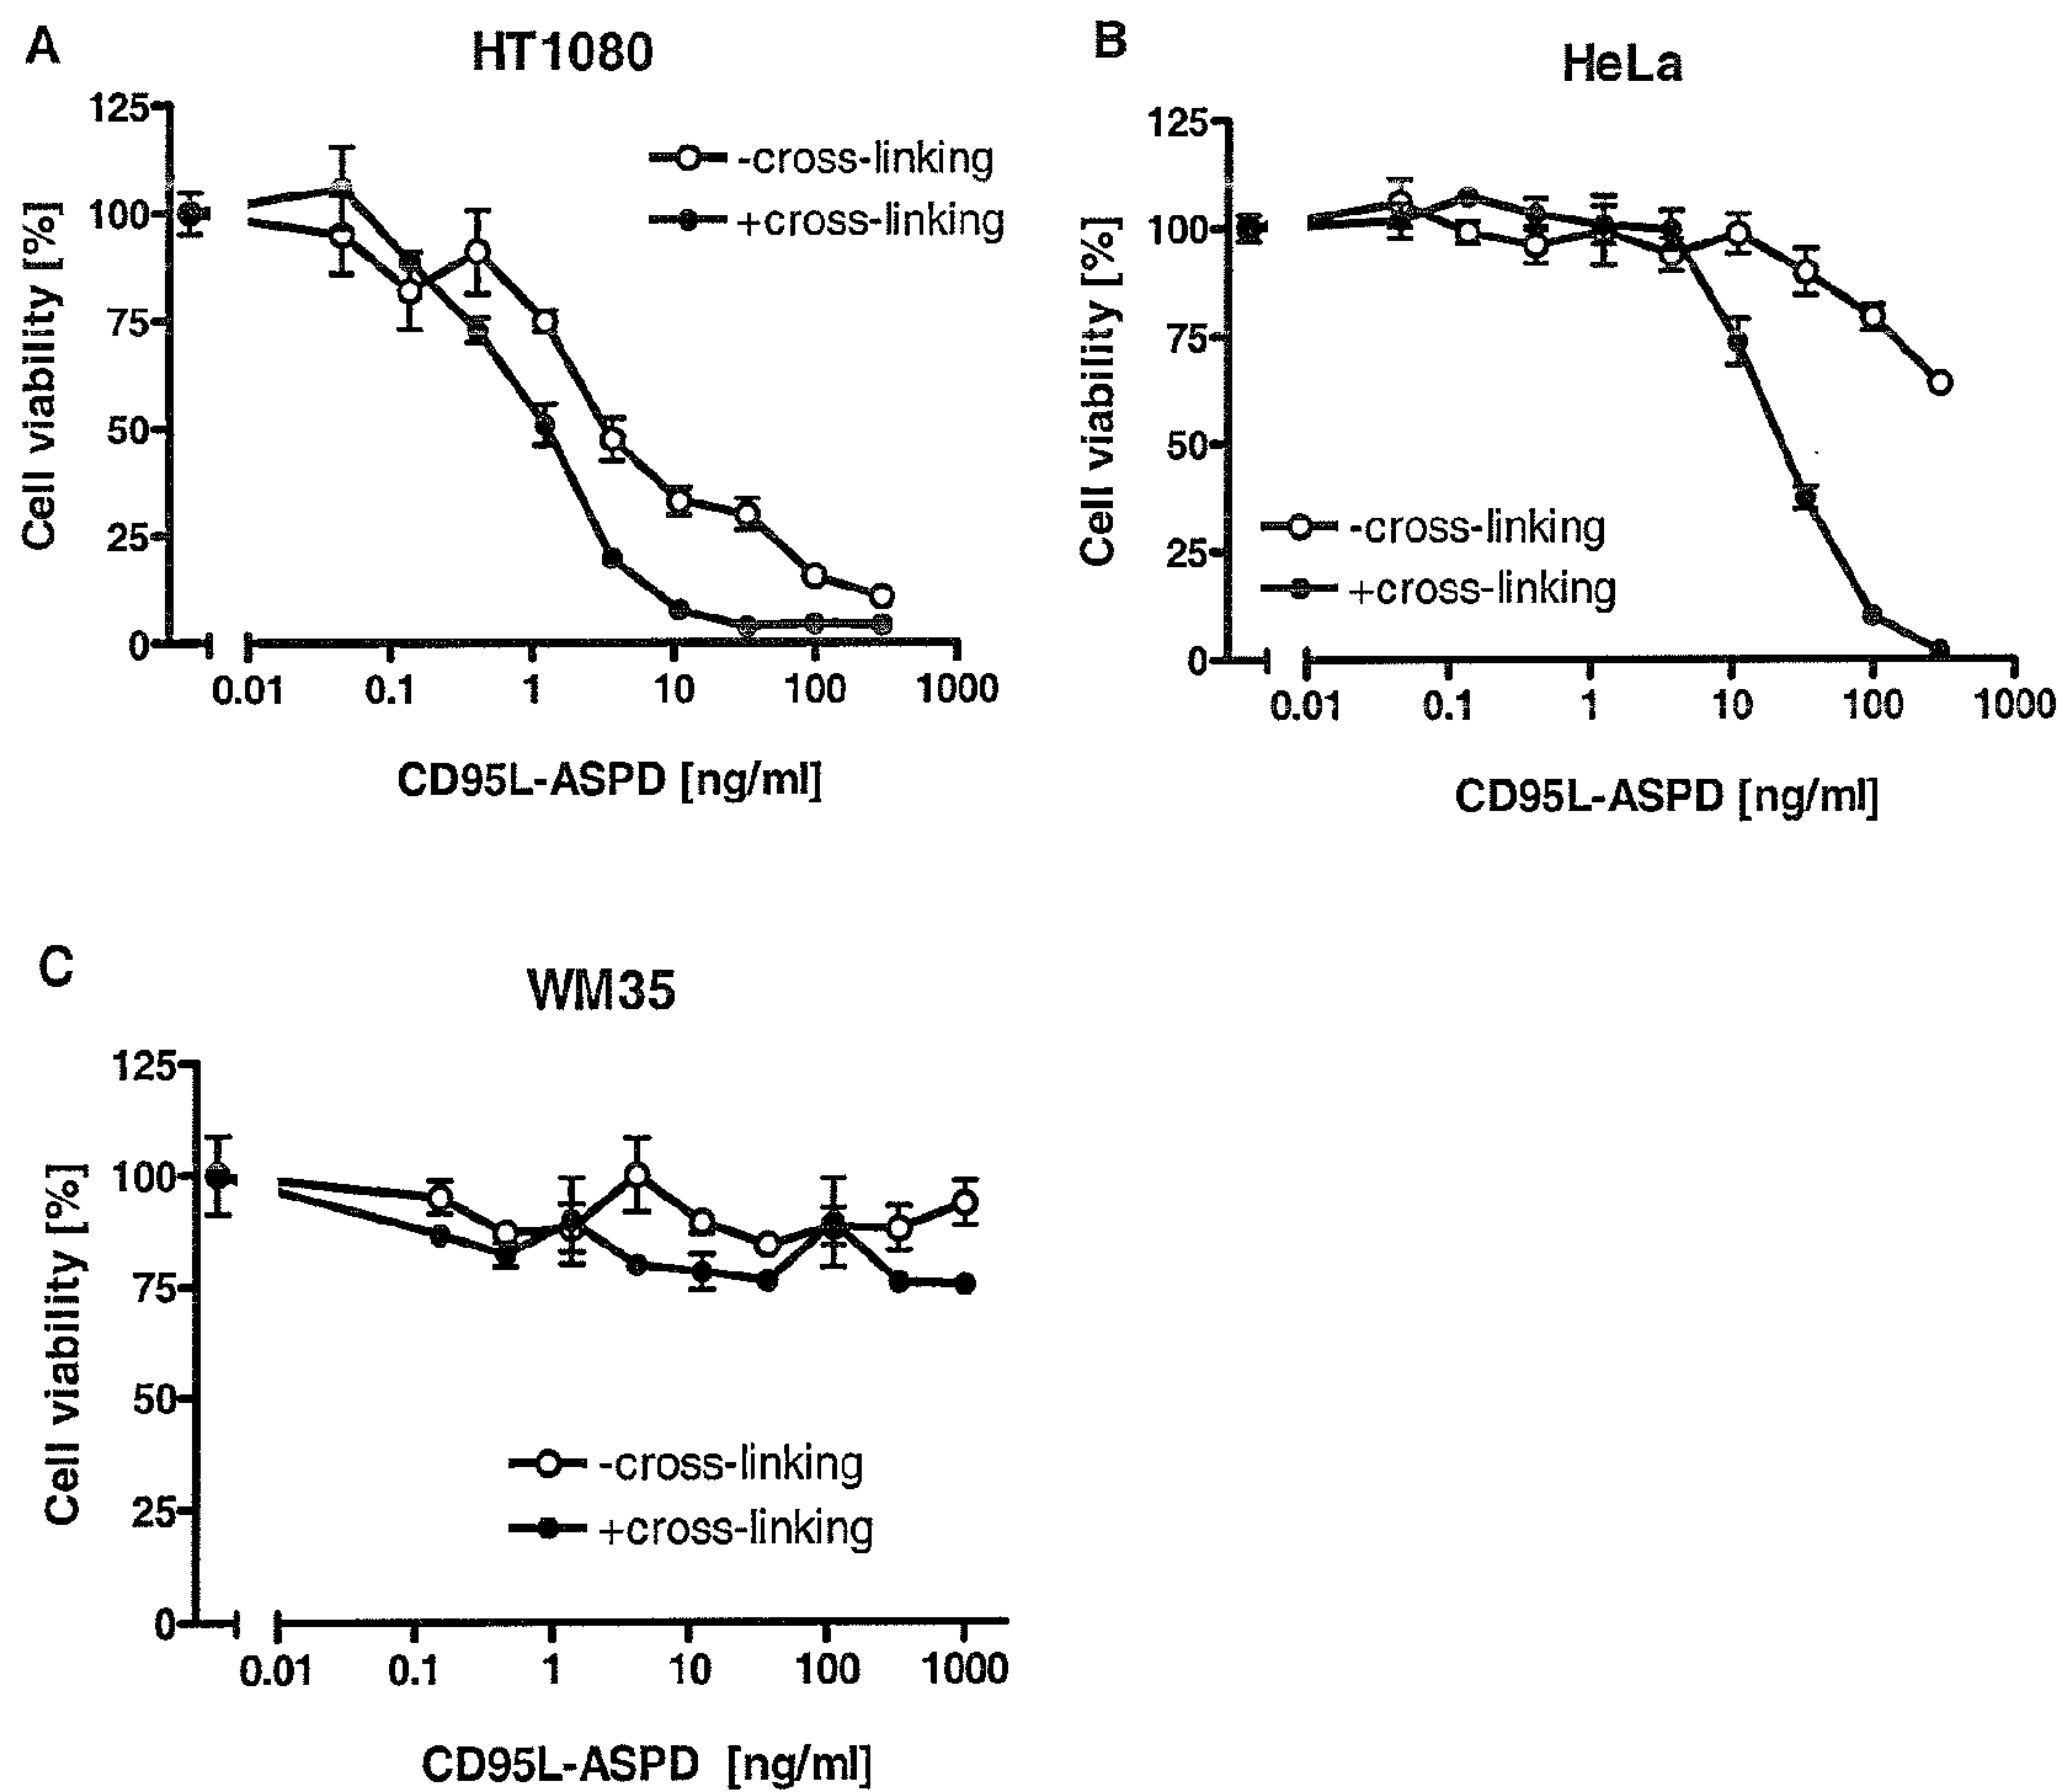 A
HT1080
125
100
75
50
25
0
Cell viability [%]
-cross-linking
+cross-linking
0.01 0.1 1 10 100 1000
CD95L-ASPD [ng/ml]
B
HeLa
125
100
75
50
25
0
Cell viability [%]
-cross-linking
+cross-linking
0.01 0.1 1 10 100 1000
CD95L-ASPD [ng/ml]
C
WM35
125
100
75
50
25
0
Cell viability [%]
-cross-linking
+cross-linking
0.01 0.1 1 10 100 1000
CD95L-ASPD [ng/ml]